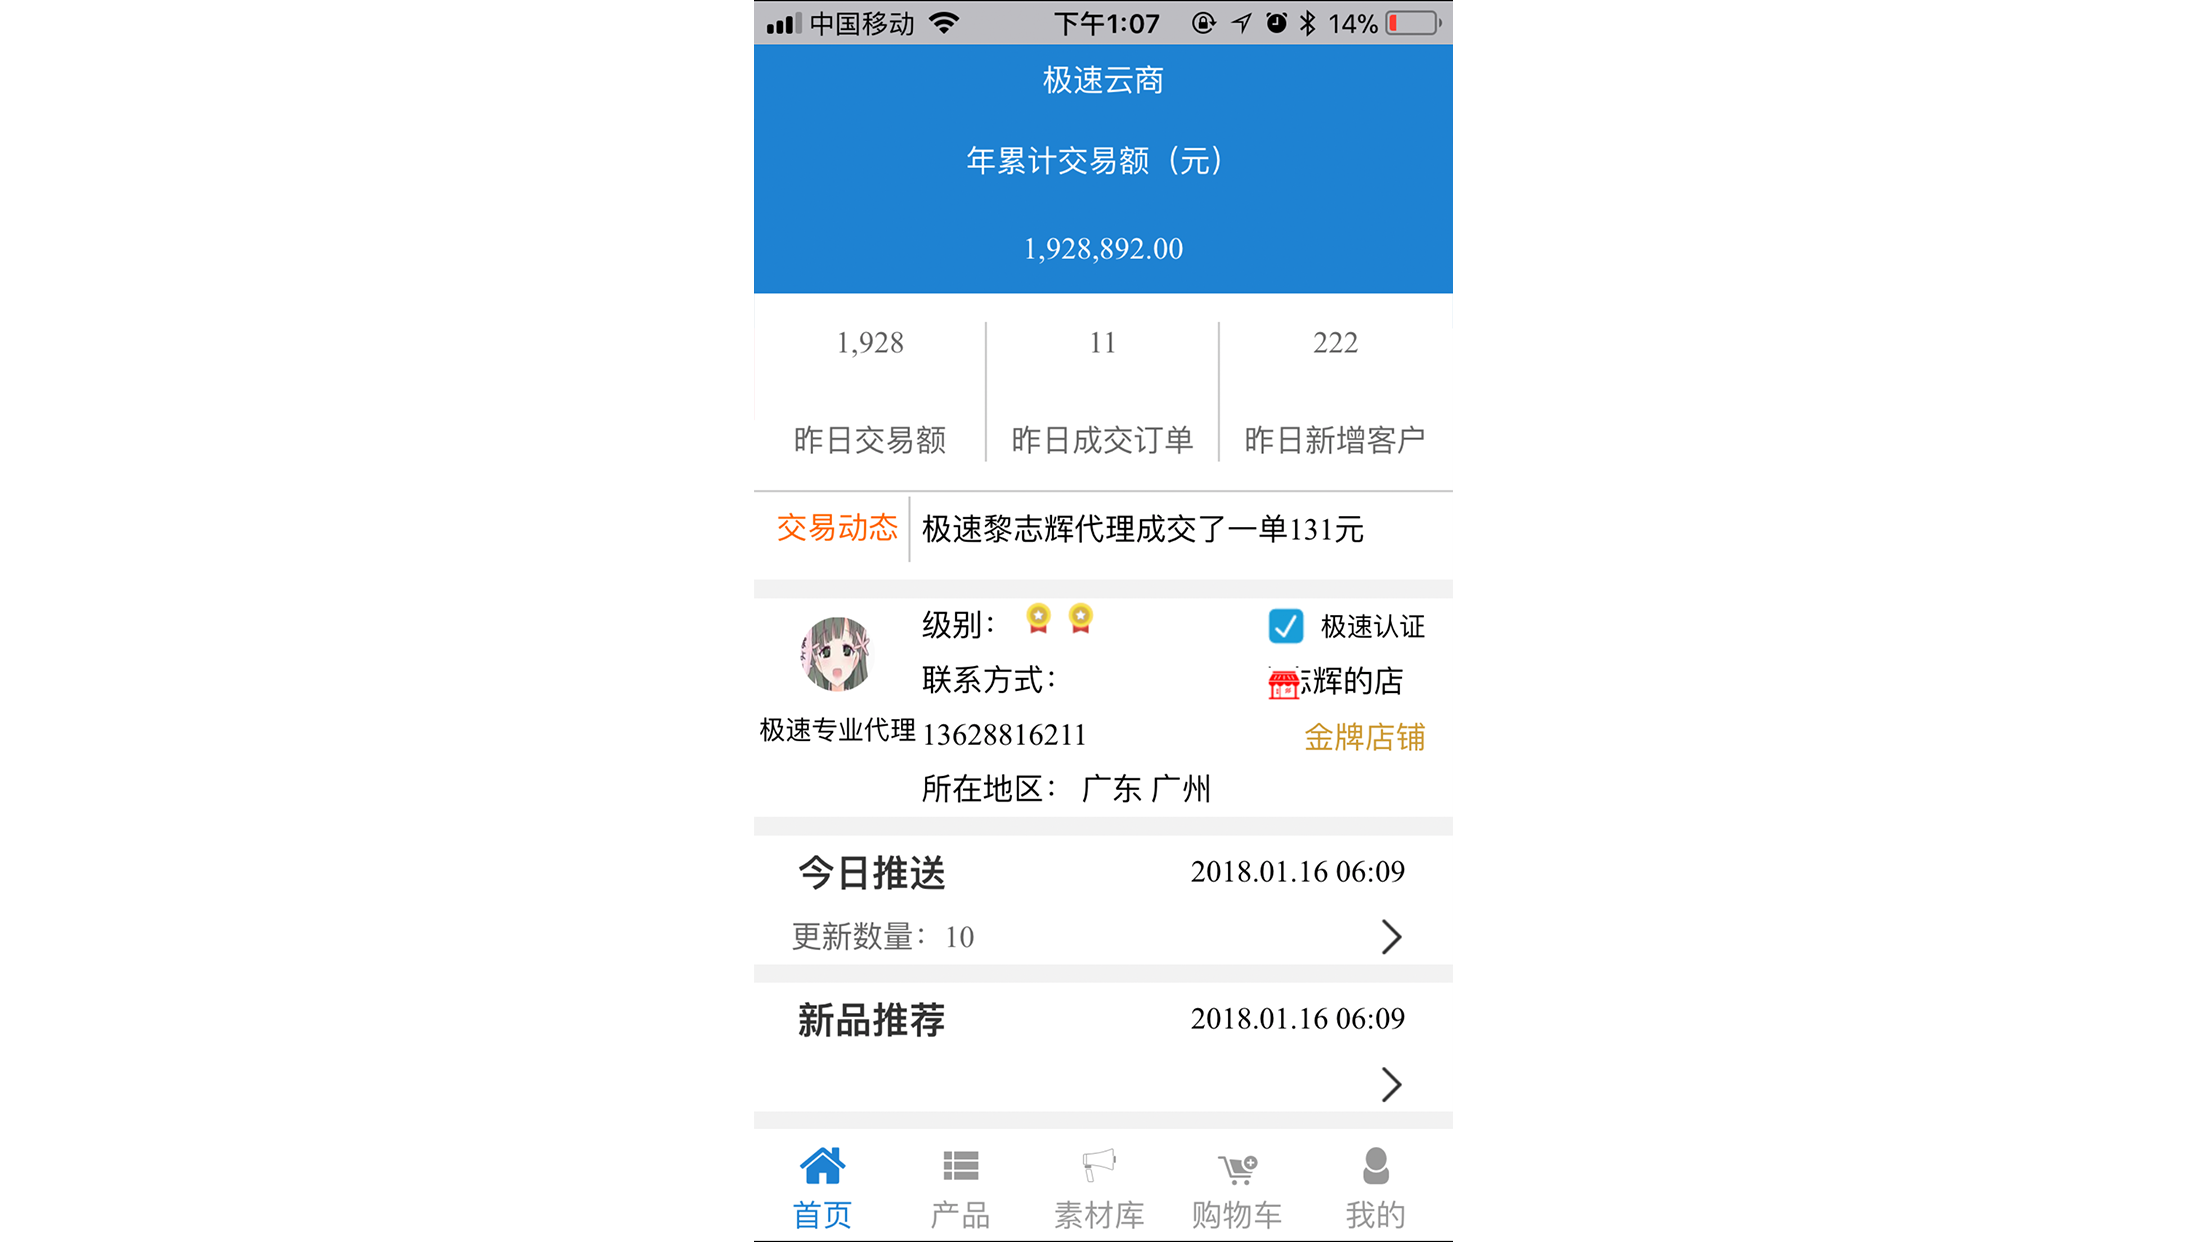 中国移动 下午1:07 14%
极速云商
年累计交易额（元）
1,928,892.00
1,928 11 222
昨日交易额 昨日成交订单 昨日新增客户
交易动态 极速黎志辉代理成交了一单131元
级别： 极速认证
联系方式： 辉的店
极速专业代理 13628816211 金牌店铺
所在地区： 广东 广州
今日推送 2018.01.16 06:09
更新数量：10
新品推荐 2018.01.16 06:09
首页 产品 素材库 购物车 我的